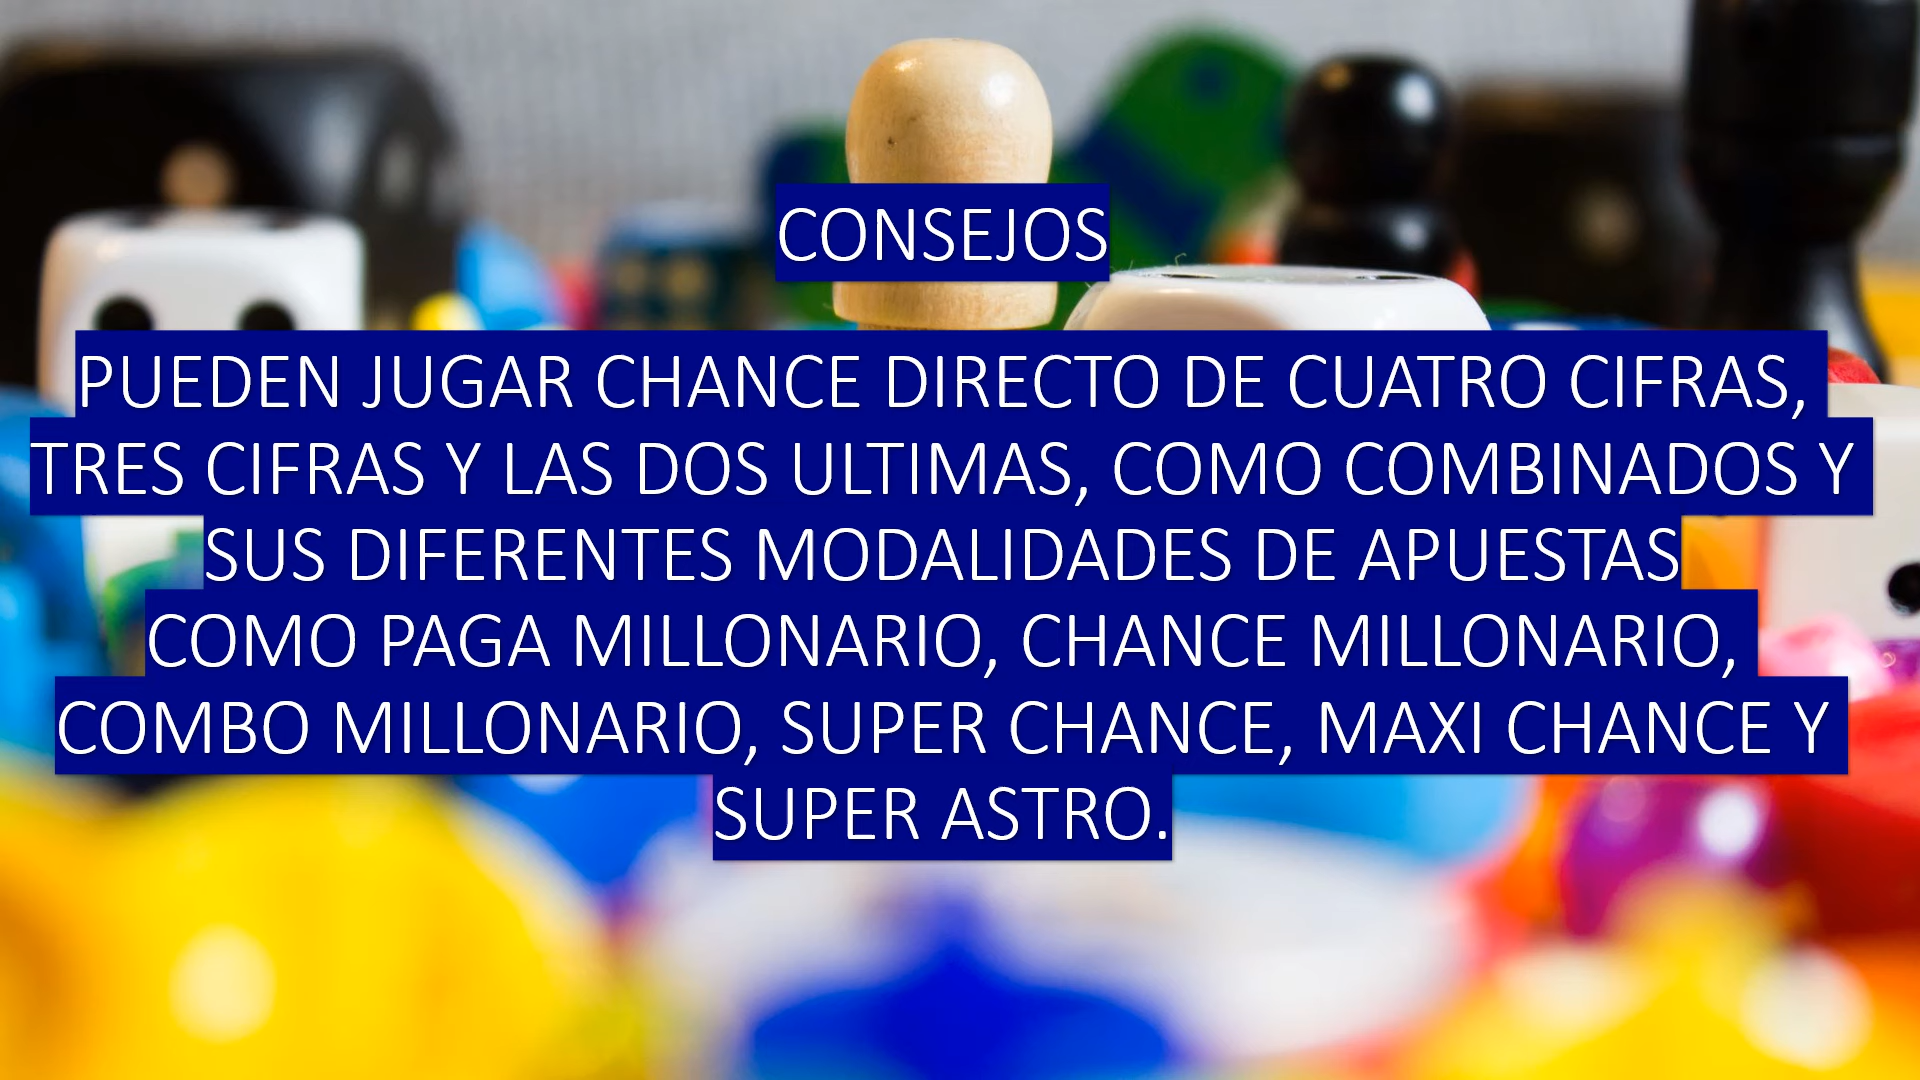 CONSEJOS
PUEDEN JUGAR CHANCE DIRECTO DE CUATRO CIFRAS,
TRES CIFRAS Y LAS DOS ULTIMAS, COMO COMBINADOS Y
SUS DIFERENTES MODALIDADES DE APUESTAS
COMO PAGA MILLONARIO, CHANCE MILLONARIO,
COMBO MILLONARIO, SUPER CHANCE, MAXI CHANCE Y
SUPER ASTRO.